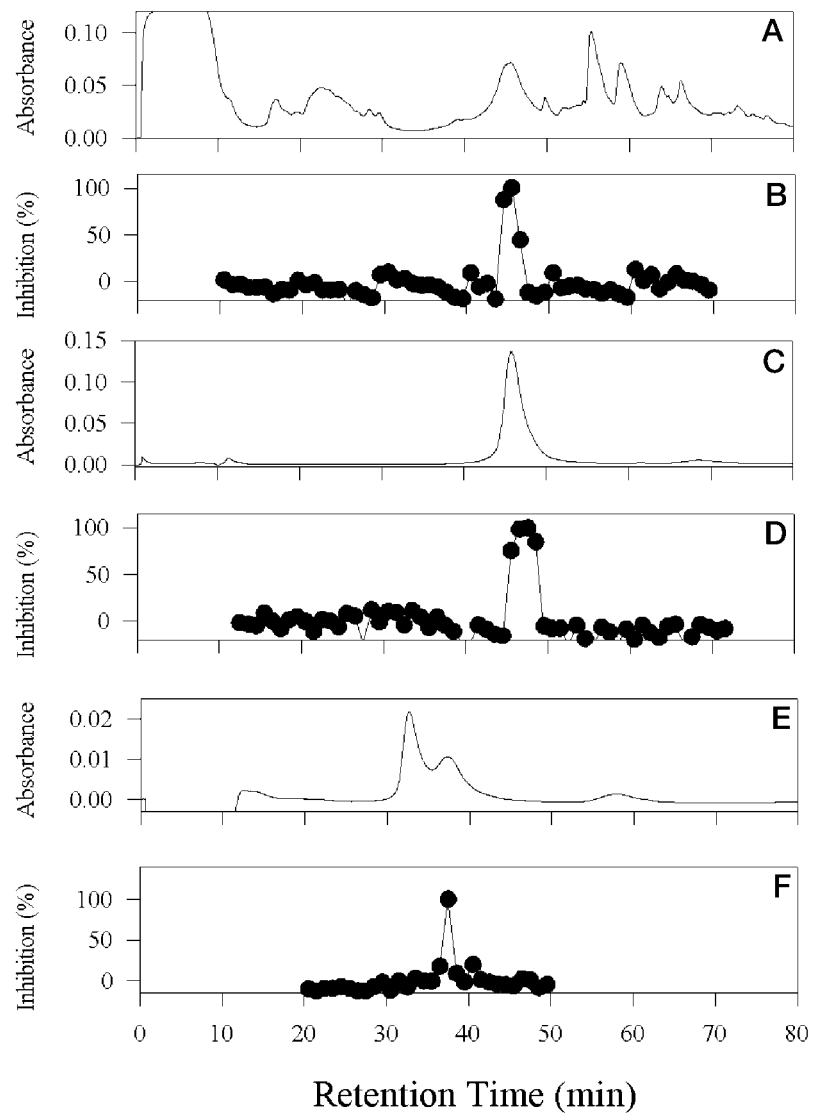 A
Absorbance
0.10
0.05
0.00
B
Inhibition (%)
100
50
0
C
Absorbance
0.15
0.10
0.05
0.00
D
Inhibition (%)
100
50
0
E
Absorbance
0.02
0.01
0.00
F
Inhibition (%)
100
50
0
0 10 20 30 40 50 60 70 80
Retention Time (min)